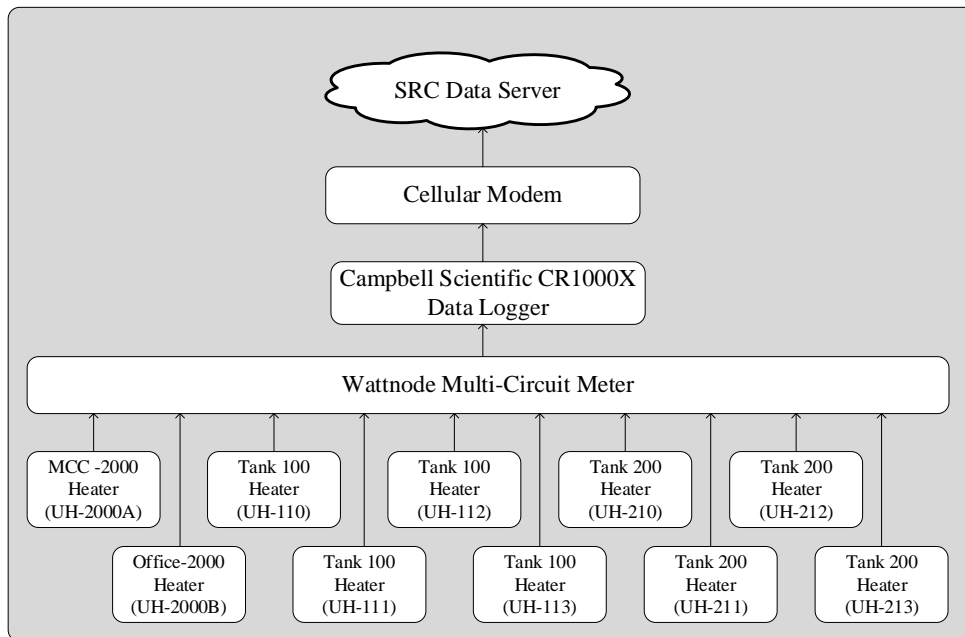 SRC Data Server
Cellular Modem
Campbell Scientific CR1000X
Data Logger
Wattnode Multi-Circuit Meter
MCC -2000
Heater
(UH-2000A)
Tank 100
Heater
(UH-110)
Tank 100
Heater
(UH-112)
Tank 200
Heater
(UH-210)
Tank 200
Heater
(UH-212)
Office-2000
Heater
(UH-2000B)
Tank 100
Heater
(UH-111)
Tank 100
Heater
(UH-113)
Tank 200
Heater
(UH-211)
Tank 200
Heater
(UH-213)